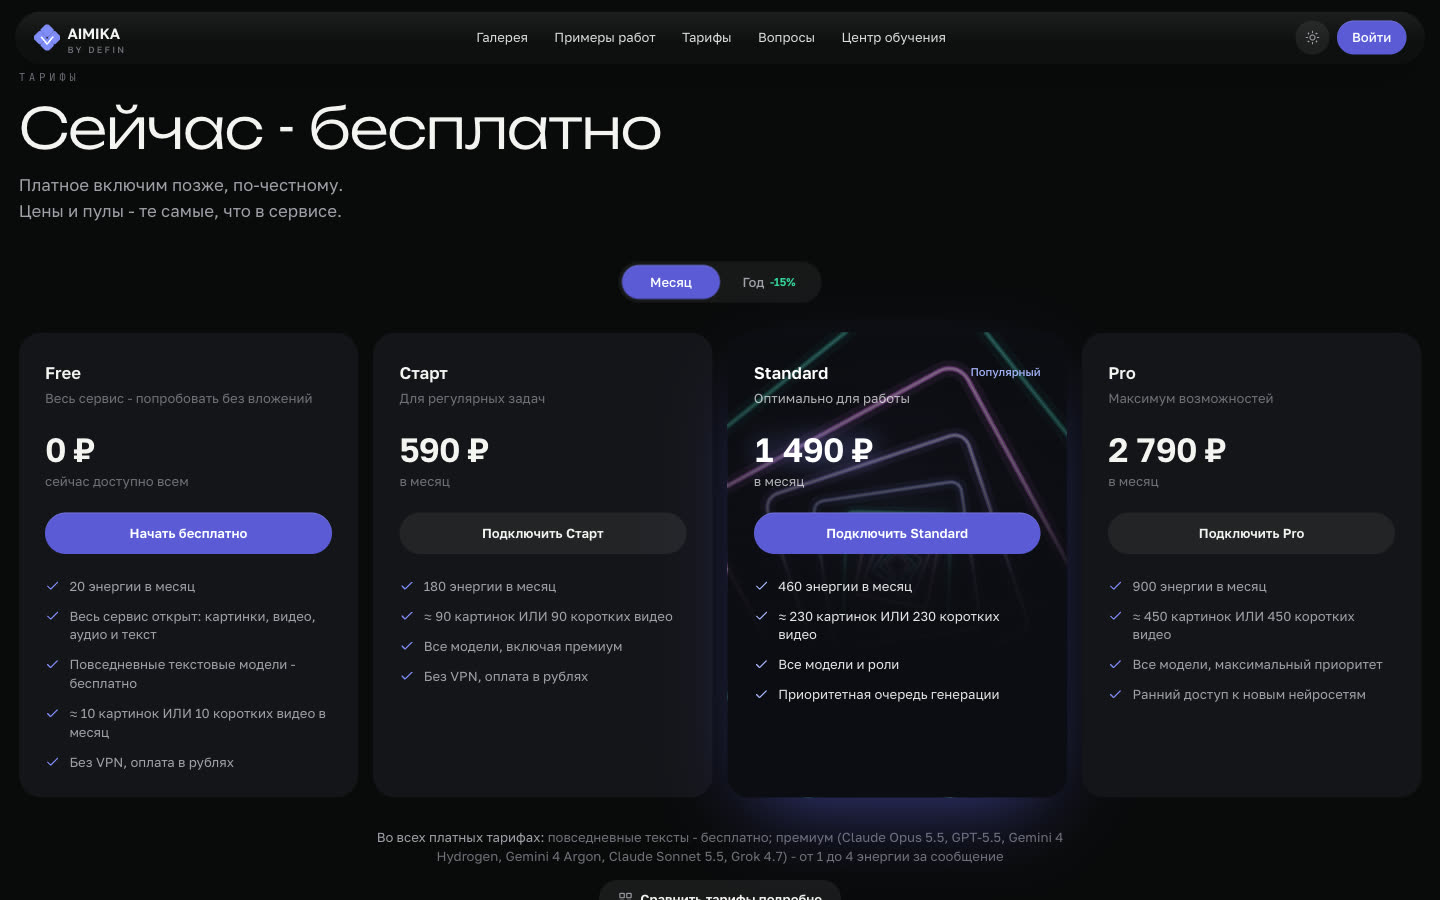 AIMIKA
BY DEFIN
Галерея
Примеры работ
Тарифы
Вопросы
Центр обучения
Войти
ТАРИФЫ
Сейчас - бесплатно
Платное включим позже, по-честному.
Цены и пулы - те самые, что в сервисе.
Месяц
Год -15%
Free
Весь сервис - попробовать без вложений
0 ₽
сейчас доступно всем
Начать бесплатно
20 энергии в месяц
Весь сервис открыт: картинки, видео,
аудио и текст
Повседневные текстовые модели -
бесплатно
≈ 10 картинок ИЛИ 10 коротких видео в
месяц
Без VPN, оплата в рублях
Старт
Для регулярных задач
590 ₽
в месяц
Подключить Старт
180 энергии в месяц
≈ 90 картинок ИЛИ 90 коротких видео
Все модели, включая премиум
Без VPN, оплата в рублях
Standard
Популярный
Оптимально для работы
1 490 ₽
в месяц
Подключить Standard
460 энергии в месяц
≈ 230 картинок ИЛИ 230 коротких
видео
Все модели и роли
Приоритетная очередь генерации
Pro
Максимум возможностей
2 790 ₽
в месяц
Подключить Pro
900 энергии в месяц
≈ 450 картинок ИЛИ 450 коротких
видео
Все модели, максимальный приоритет
Ранний доступ к новым нейросетям
Во всех платных тарифах: повседневные тексты - бесплатно; премиум (Claude Opus 5.5, GPT-5.5, Gemini 4
Hydrogen, Gemini 4 Argon, Claude Sonnet 5.5, Grok 4.7) - от 1 до 4 энергии за сообщение
Сравнить тарифы подробно